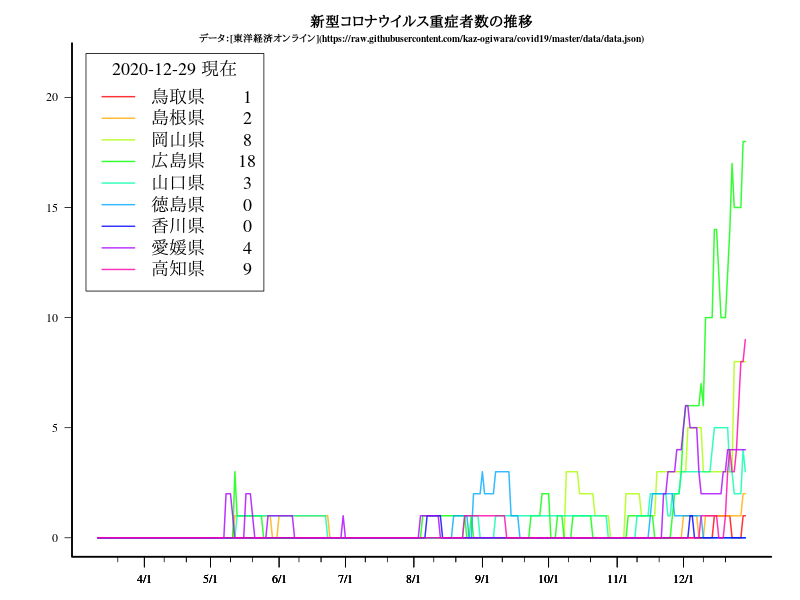 新型コロナウイルス重症者数の推移
データ:[東洋経済オンライン](https://raw.githubusercontent.com/kaz-ogiwara/covid19/master/data/data.json)
2020-12-29 現在
鳥取県 1
島根県 2
岡山県 8
広島県 18
山口県 3
徳島県 0
香川県 0
愛媛県 4
高知県 9
20
15
10
5
0
4/1 5/1 6/1 7/1 8/1 9/1 10/1 11/1 12/1